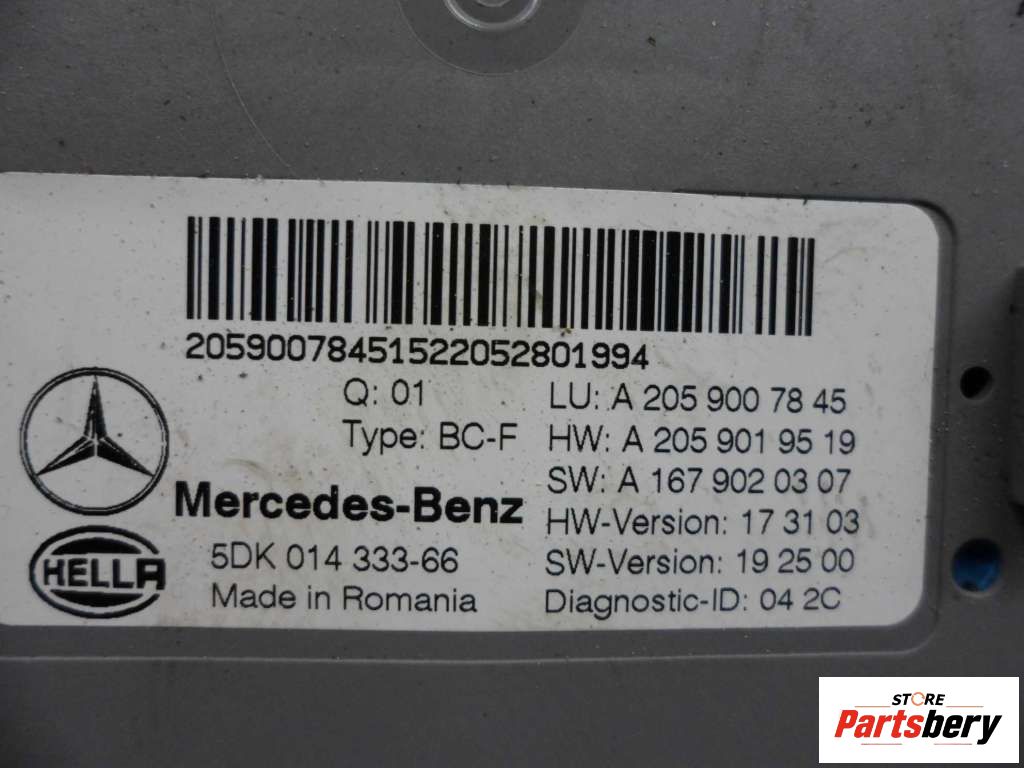 2059007845152205280 1994
Q: 01
LU: A 205 900 78 45
Type: BC-F
HW: A 205 901 95 19
SW: A 167 902 03 07
Mercedes-Benz
HW-Version: 17 31 03
HELLA
5DK 014 333-66
SW-Version: 19 25 00
Made in Romania
Diagnostic-ID: 04 2C
STORE
Partsbery